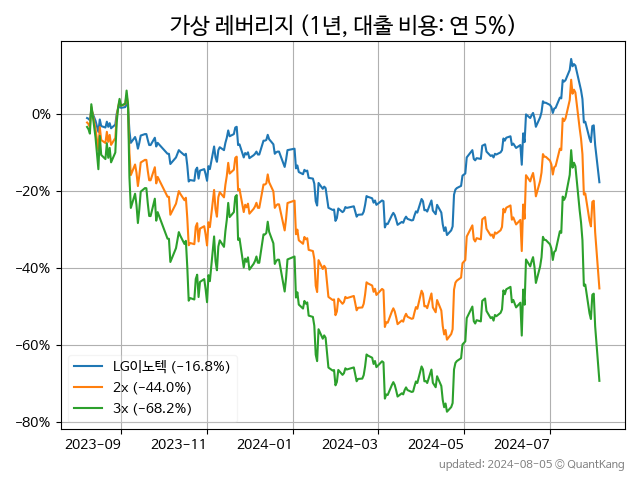 가상 레버리지 (1년, 대출 비용: 연 5%)
0%
−20%
−40%
−60%
−80%
LG이노텍 (−16.8%)
2x (−44.0%)
3x (−68.2%)
2023-09 2023-11 2024-01 2024-03 2024-05 2024-07
updated: 2024-08-05 © QuantKang